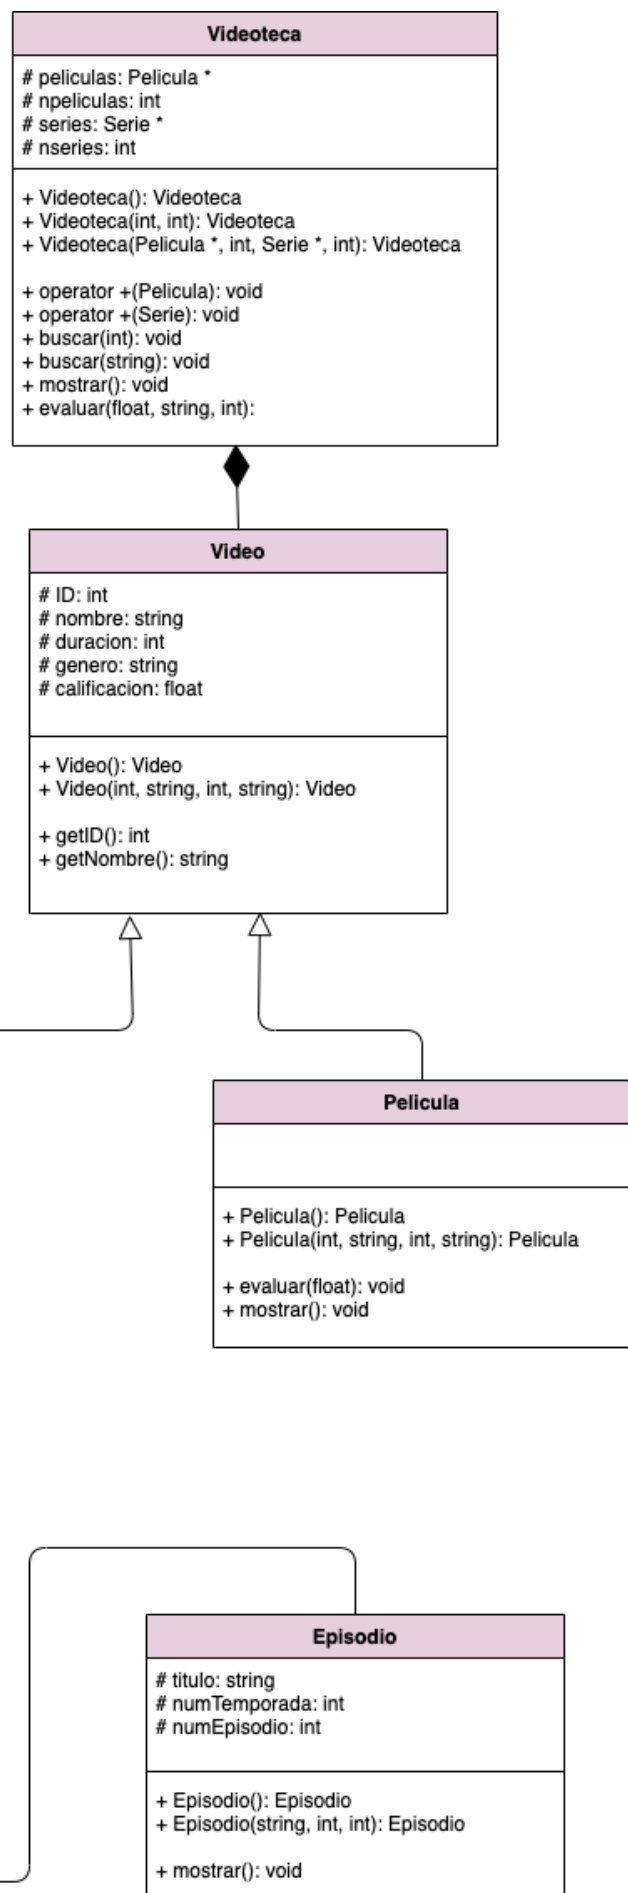 Videoteca
# peliculas: Pelicula *
# npeliculas: int
# series: Serie *
# nseries: int
+ Videoteca(): Videoteca
+ Videoteca(int, int): Videoteca
+ Videoteca(Pelicula *, int, Serie *, int): Videoteca
+ operator +(Pelicula): void
+ operator +(Serie): void
+ buscar(int): void
+ buscar(string): void
+ mostrar(): void
+ evaluar(float, string, int):
Video
# ID: int
# nombre: string
# duracion: int
# genero: string
# calificacion: float
+ Video(): Video
+ Video(int, string, int, string): Video
+ getID(): int
+ getNombre(): string
Pelicula
+ Pelicula(): Pelicula
+ Pelicula(int, string, int, string): Pelicula
+ evaluar(float): void
+ mostrar(): void
Episodio
# titulo: string
# numTemporada: int
# numEpisodio: int
+ Episodio(): Episodio
+ Episodio(string, int, int): Episodio
+ mostrar(): void